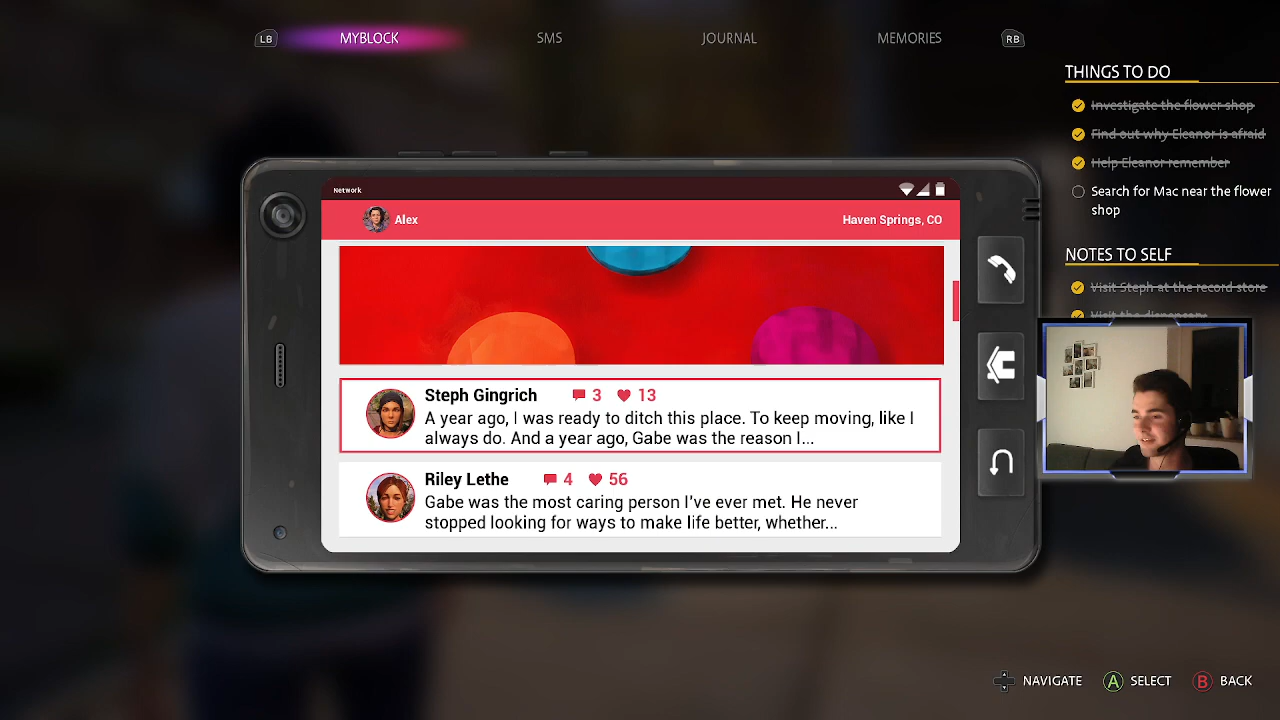 LB MYBLOCK SMS JOURNAL MEMORIES RB
THINGS TO DO
Investigate the flower shop
Find out why Eleanor is afraid
Help Eleanor remember
Search for Mac near the flower
shop
NOTES TO SELF
Visit Steph at the record store
Visit the dispensary
Network
Alex
Haven Springs, CO
Steph Gingrich 3 13
A year ago, I was ready to ditch this place. To keep moving, like I
always do. And a year ago, Gabe was the reason I...
Riley Lethe 4 56
Gabe was the most caring person I've ever met. He never
stopped looking for ways to make life better, whether...
NAVIGATE A SELECT B BACK